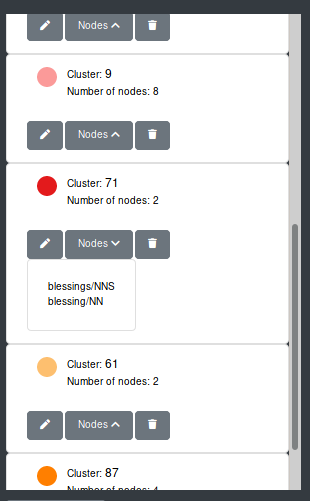 Nodes
Cluster: 9
Number of nodes: 8
Nodes
Cluster: 71
Number of nodes: 2
Nodes
blessings/NNS
blessing/NN
Cluster: 61
Number of nodes: 2
Nodes
Cluster: 87
Number of nodes: 4